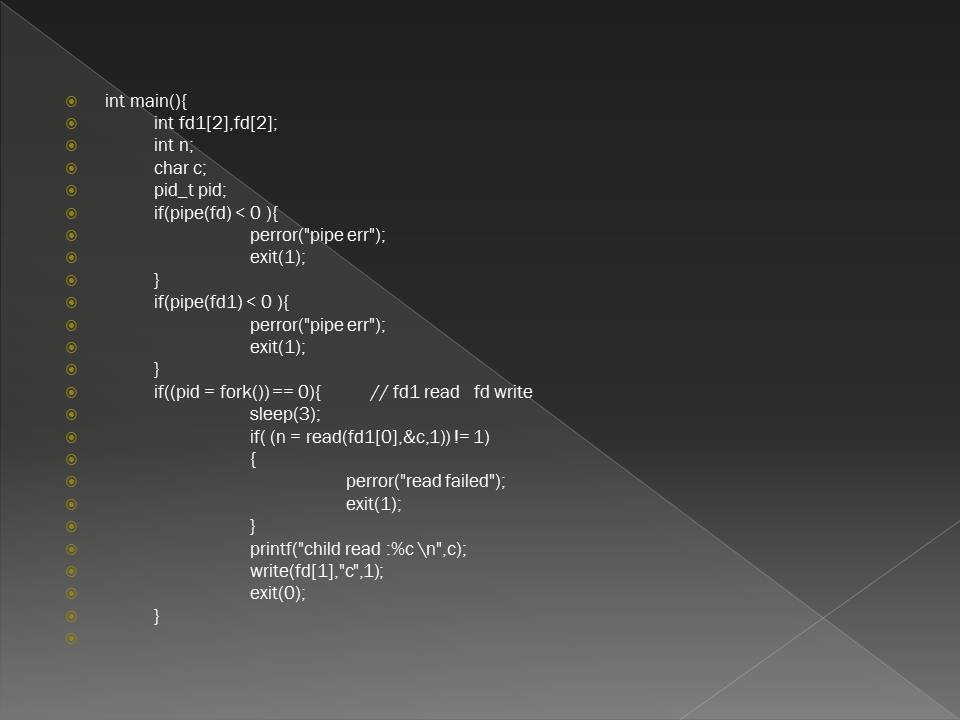 int main(){
int fd1[2],fd[2];
int n;
char c;
pid_t pid;
if(pipe(fd) < 0 ){
perror("pipe err");
exit(1);
}
if(pipe(fd1) < 0 ){
perror("pipe err");
exit(1);
}
if((pid = fork()) == 0){ // fd1 read fd write
sleep(3);
if( (n = read(fd1[0],&c,1)) != 1)
{
perror("read failed");
exit(1);
}
printf("child read :%c \n",c);
write(fd[1],"c",1);
exit(0);
}